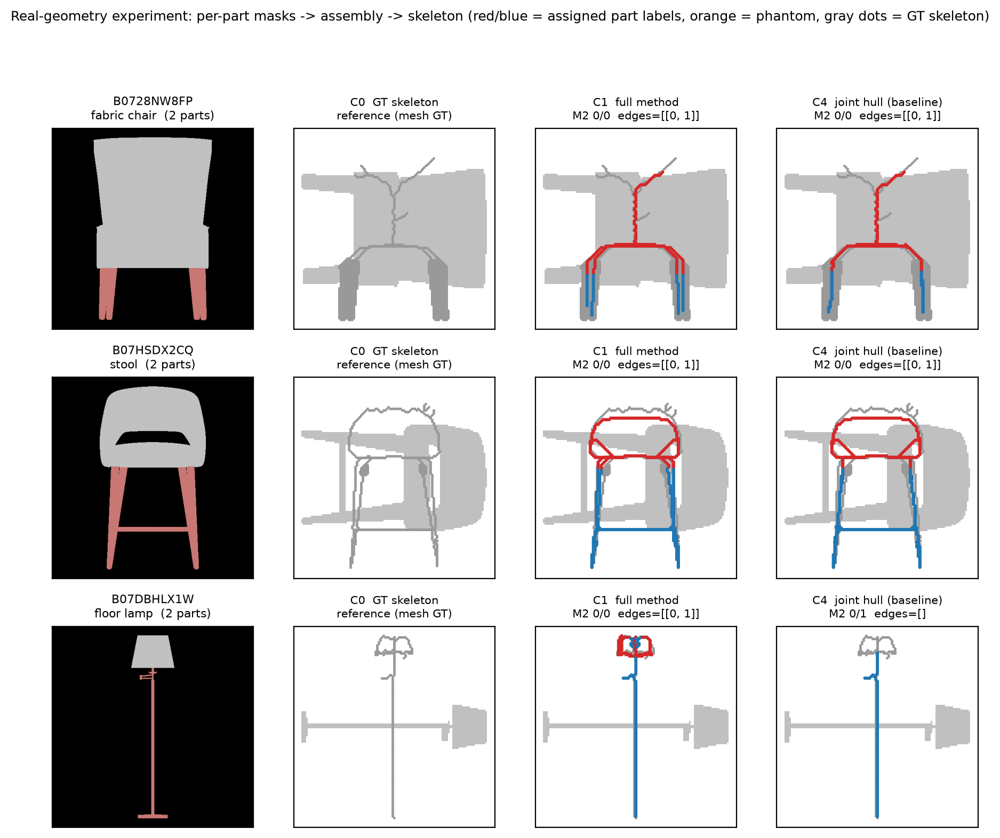 Real-geometry experiment: per-part masks -> assembly -> skeleton (red/blue = assigned part labels, orange = phantom, gray dots = GT skeleton)
B0728NW8FP
fabric chair  (2 parts)
C0  GT skeleton
reference (mesh GT)
C1  full method
M2 0/0  edges=[[0, 1]]
C4  joint hull (baseline)
M2 0/0  edges=[[0, 1]]
B07HSDX2CQ
stool  (2 parts)
C0  GT skeleton
reference (mesh GT)
C1  full method
M2 0/0  edges=[[0, 1]]
C4  joint hull (baseline)
M2 0/0  edges=[[0, 1]]
B07DBHLX1W
floor lamp  (2 parts)
C0  GT skeleton
reference (mesh GT)
C1  full method
M2 0/0  edges=[[0, 1]]
C4  joint hull (baseline)
M2 0/1  edges=[]